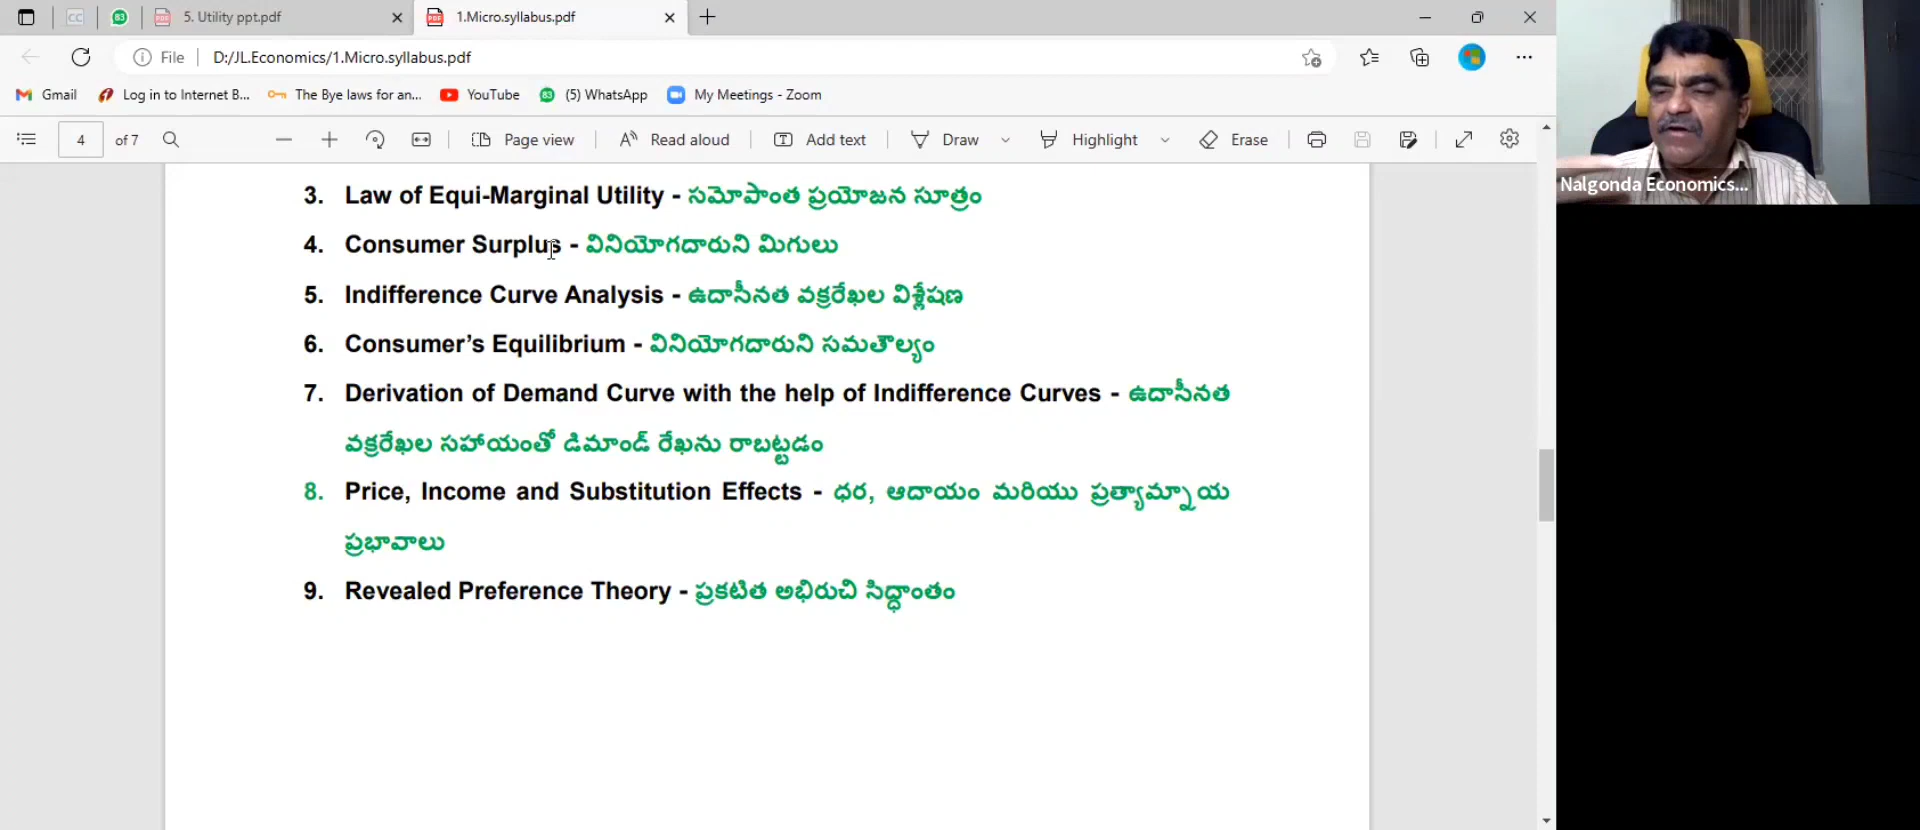 CC
83
5. Utility ppt.pdf
1.Micro.syllabus.pdf
File
D:/JL.Economics/1.Micro.syllabus.pdf
Gmail
Log in to Internet B...
The Bye laws for an...
YouTube
(5) WhatsApp
My Meetings - Zoom
4 of 7
Page view
Read aloud
Add text
Draw
Highlight
Erase
Nalgonda Economics...
3. Law of Equi-Marginal Utility - సమోపాంత ప్రయోజన సూత్రం
4. Consumer Surplus - వినియోగదారుని మిగులు
5. Indifference Curve Analysis - ఉదాసీనత వక్రరేఖల విశ్లేషణ
6. Consumer’s Equilibrium - వినియోగదారుని సమతౌల్యం
7. Derivation of Demand Curve with the help of Indifference Curves - ఉదాసీనత
వక్రరేఖల సహాయంతో డిమాండ్ రేఖను రాబట్టడం
8. Price, Income and Substitution Effects - ధర, ఆదాయం మరియు ప్రత్యామ్నాయ
ప్రభావాలు
9. Revealed Preference Theory - ప్రకటిత అభిరుచి సిద్ధాంతం